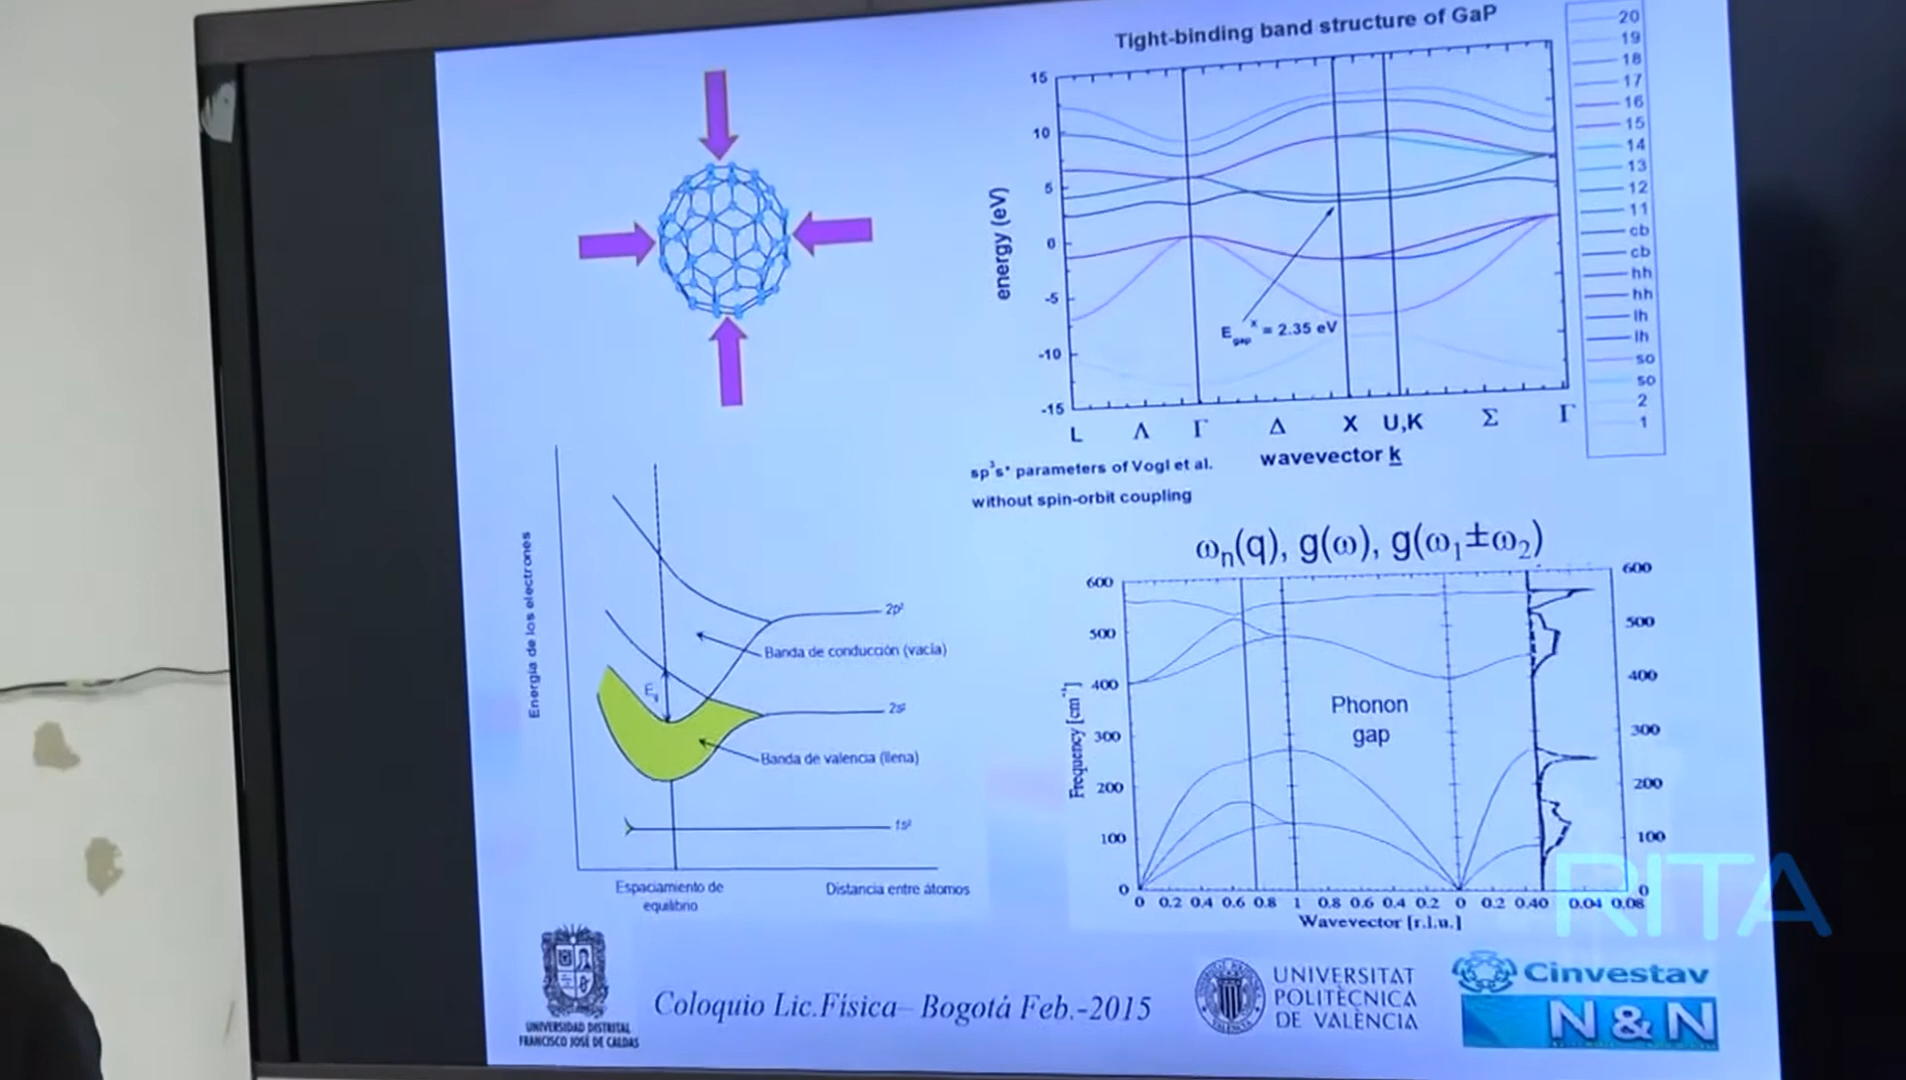 Tight-binding band structure of GaP
energy (eV)
15
10
5
0
-5
-10
-15
E gap x = 2.35 eV
L Λ Γ Δ X U,K Σ Γ
wavevector k
sp³s* parameters of Vogl et al.
without spin-orbit coupling
20
19
18
17
16
15
14
13
12
11
cb
cb
hh
hh
lh
lh
so
so
2
1
Energía de los electrones
2p²
Banda de conducción (vacía)
2s²
Banda de valencia (llena)
1s²
Espaciamiento de
equilibrio
Distancia entre átomos
ωn(q), g(ω), g(ω1±ω2)
Frequency [cm⁻¹]
600
500
400
300
200
100
0
Phonon
gap
600
500
400
300
200
100
0
0 0.2 0.4 0.6 0.8 1 0.8 0.6 0.4 0.2 0 0.2 0.40 0.04 0.08
Wavevector [r.l.u.]
RITA
UNIVERSIDAD DISTRITAL
FRANCISCO JOSÉ DE CALDAS
Coloquio Lic.Física– Bogotá Feb.-2015
UNIVERSITAT
POLITÈCNICA
DE VALÈNCIA
Cinvestav
N & N